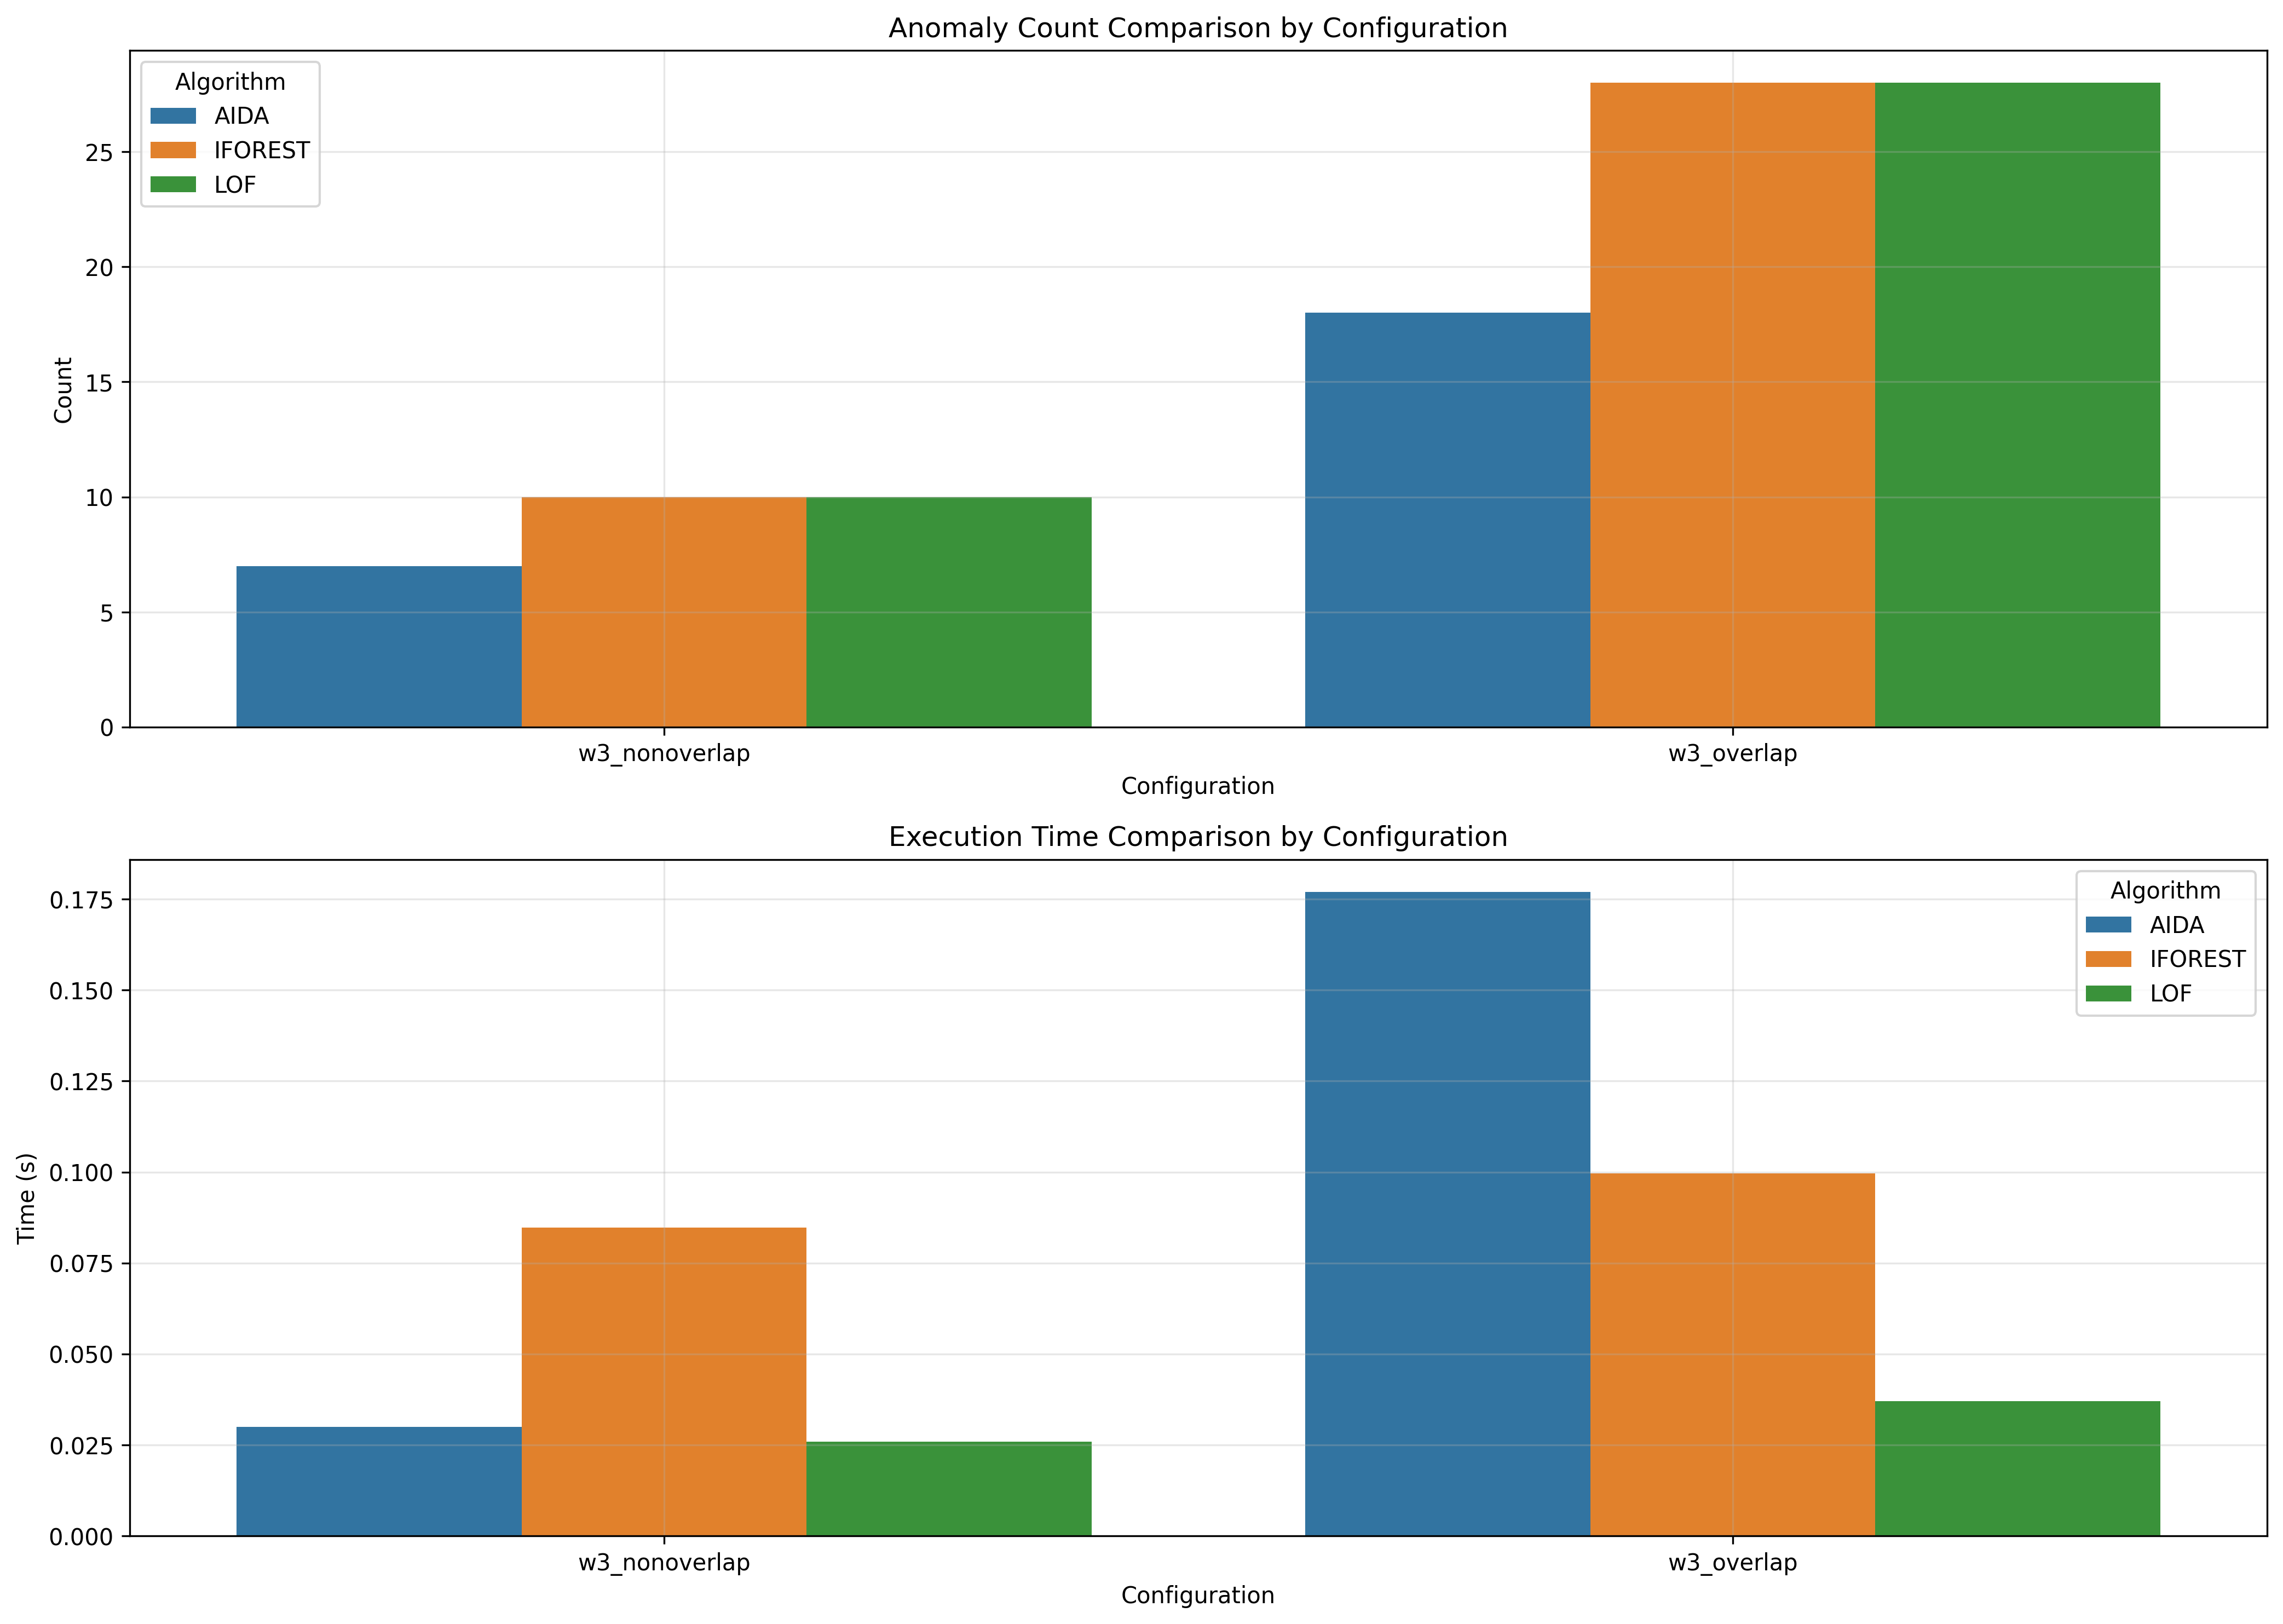 Anomaly Count Comparison by Configuration
Algorithm
AIDA
IFOREST
LOF
25
20
15
10
5
0
Count
w3_nonoverlap
w3_overlap
Configuration
Execution Time Comparison by Configuration
Algorithm
AIDA
IFOREST
LOF
0.175
0.150
0.125
0.100
0.075
0.050
0.025
0.000
Time (s)
w3_nonoverlap
w3_overlap
Configuration